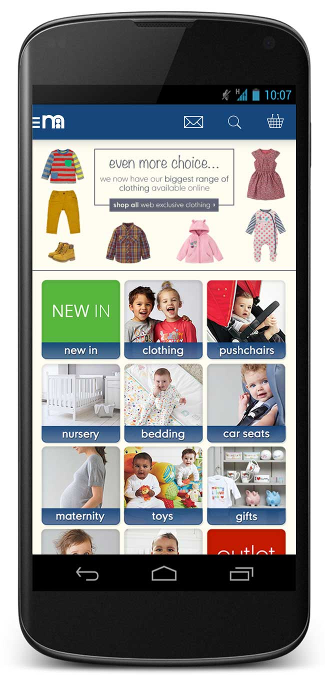 10:07
even more choice...
we now have our biggest range of
clothing available online
shop all web exclusive clothing ›
NEW IN
new in
clothing
pushchairs
nursery
bedding
car seats
maternity
toys
gifts
outlet